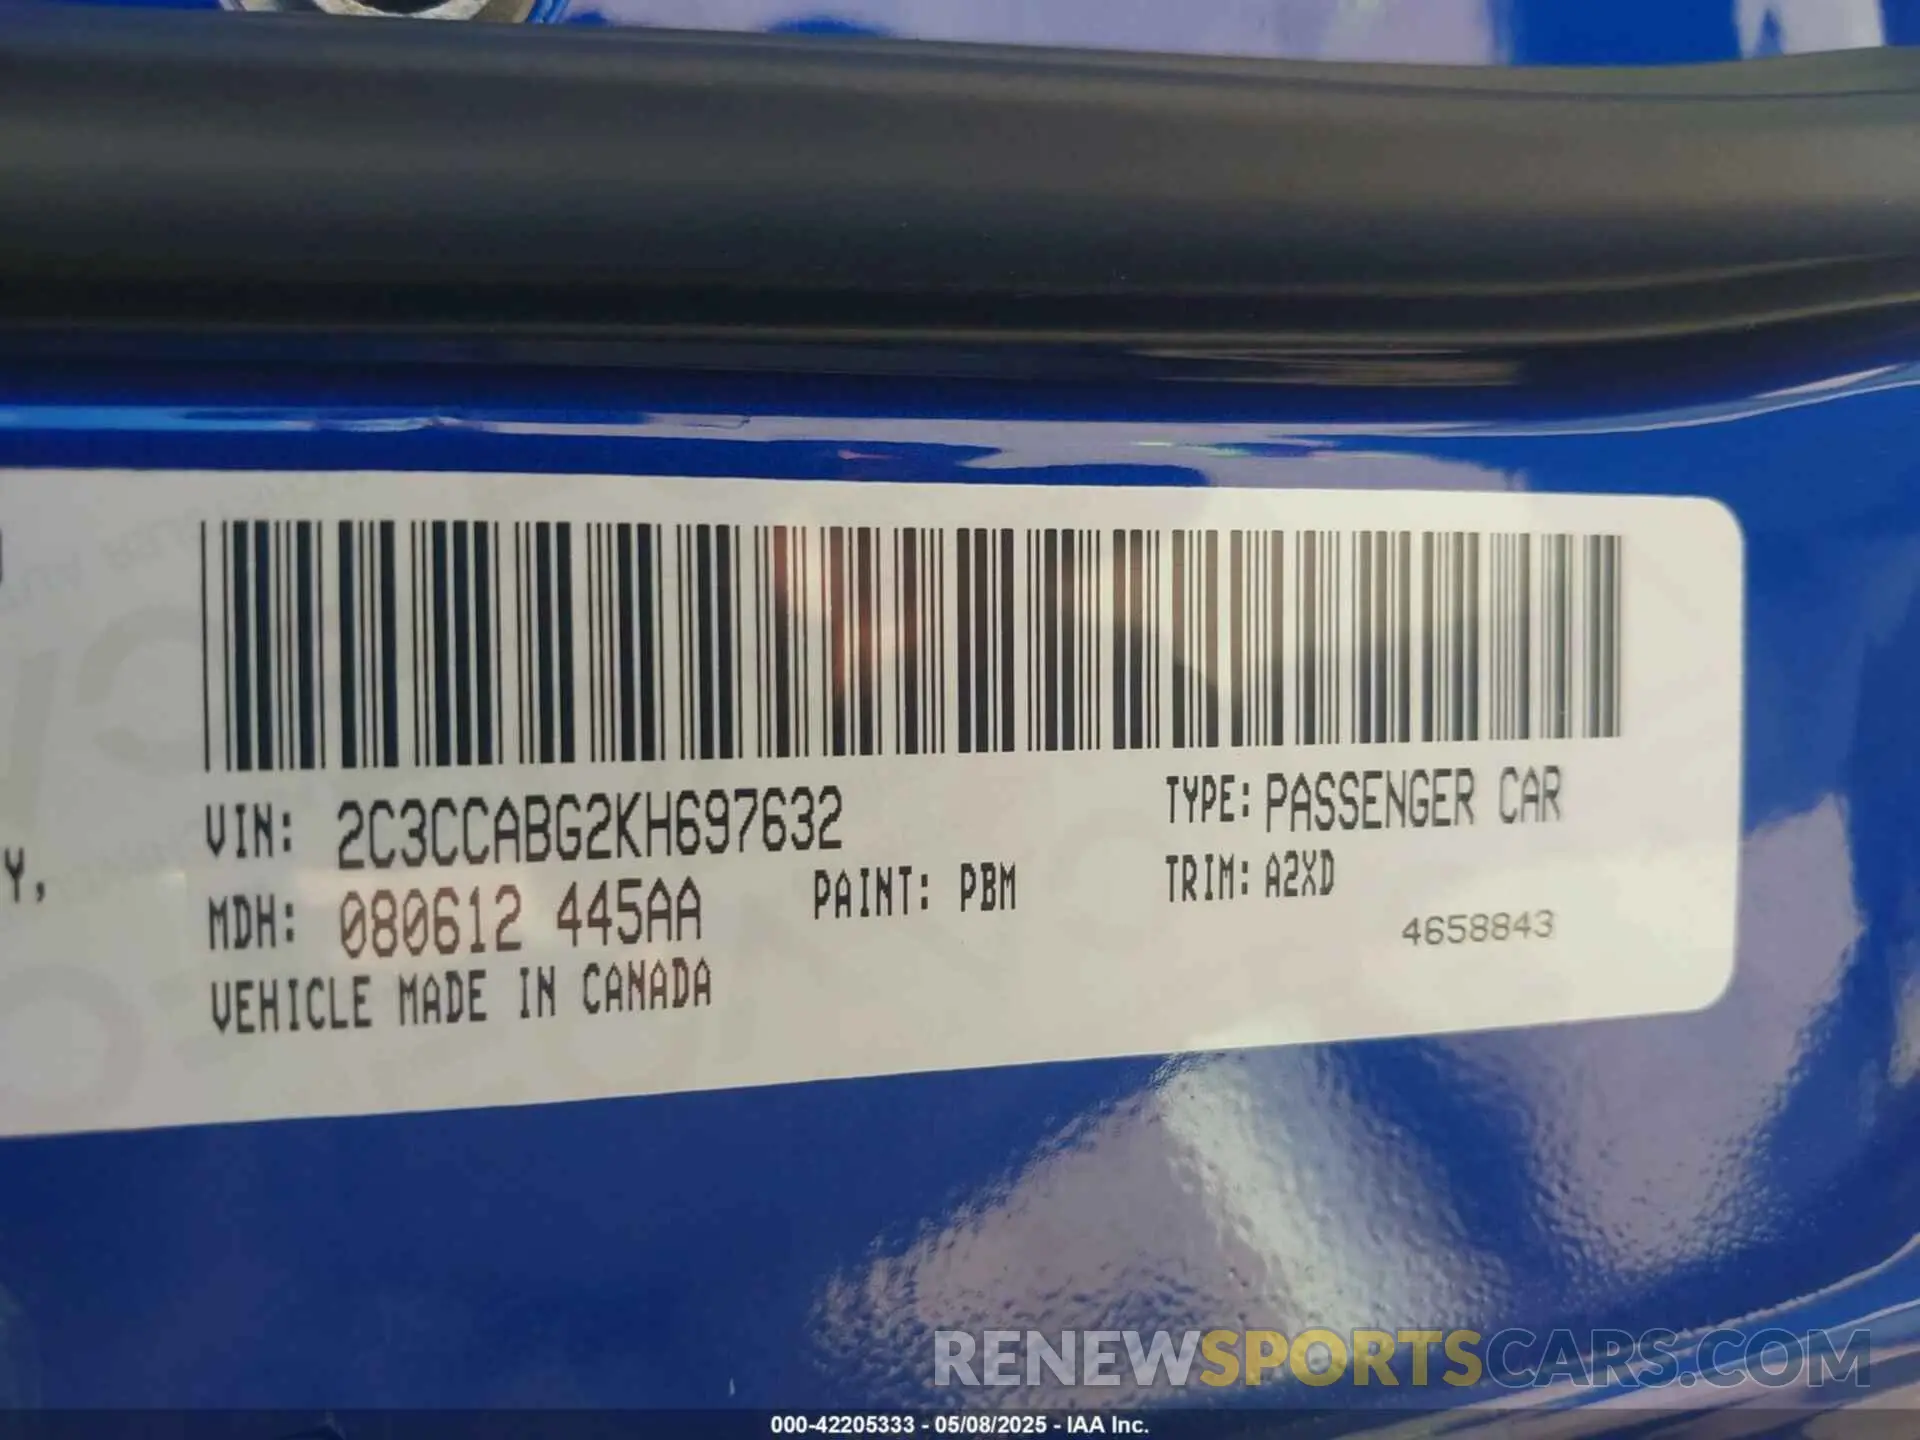 VIN: 2C3CCABG2KH697632
TYPE: PASSENGER CAR
MDH: 080612 445AA
PAINT: PBM
TRIM: A2XD
Y,
4658843
VEHICLE MADE IN CANADA
RENEWSPORTSCARS.COM
000-42205333 - 05/08/2025 - IAA Inc.